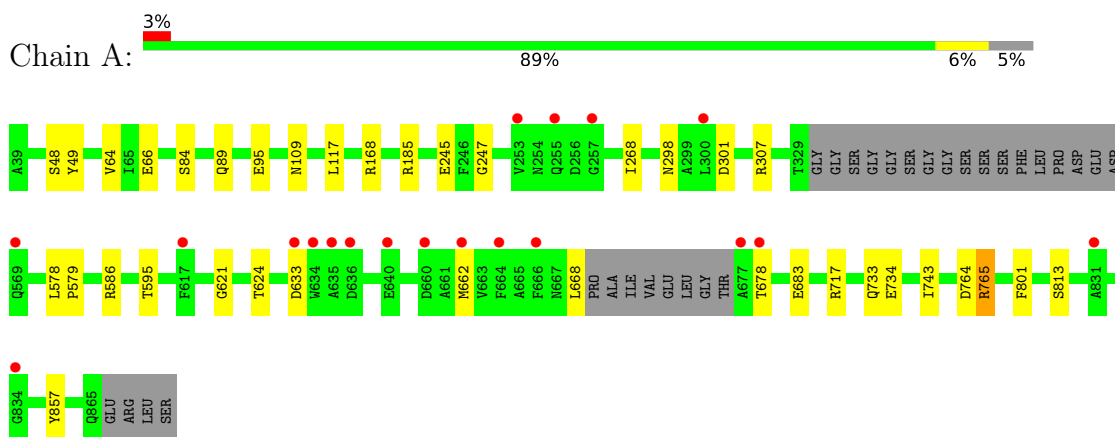 3%
Chain A:
89% 6% 5%
A39 S48 Y49 V64 I65 E66 S84 Q89 E95 N109 L117 R168 R185 E245 F246 G247 V253 N254 Q255 D256 G257 I268 N298 A299 L300 D301 R307 T329 GLY GLY SER GLY GLY SER GLY GLY SER SER SER PHE LEU PRO ASP GLU ASP
Q569 L578 P579 R586 T595 F617 G621 T624 D633 W634 A635 D636 E640 D660 A661 M662 V663 F664 A665 F666 N667 L668 PRO ALA ILE VAL GLU LEU GLY THR A677 T678 E683 R717 Q733 E734 I743 D764 R765 F801 S813 A831
G834 Y857 Q865 GLU ARG LEU SER